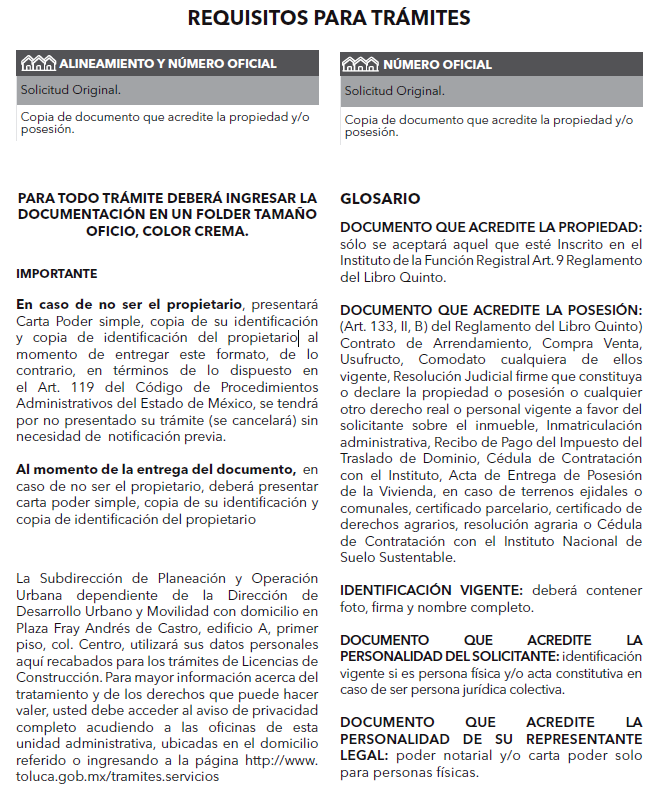 REQUISITOS PARA TRÁMITES
ALINEAMIENTO Y NÚMERO OFICIAL
Solicitud Original.
Copia de documento que acredite la propiedad y/o
posesión.
NÚMERO OFICIAL
Solicitud Original.
Copia de documento que acredite la propiedad y/o
posesión.
PARA TODO TRÁMITE DEBERÁ INGRESAR LA
DOCUMENTACIÓN EN UN FOLDER TAMAÑO
OFICIO, COLOR CREMA.
IMPORTANTE
En caso de no ser el propietario, presentará
Carta Poder simple, copia de su identificación
y copia de identificación del propietario al
momento de entregar este formato, de lo
contrario, en términos de lo dispuesto en
el Art. 119 del Código de Procedimientos
Administrativos del Estado de México, se tendrá
por no presentado su trámite (se cancelará) sin
necesidad de notificación previa.
Al momento de la entrega del documento, en
caso de no ser el propietario, deberá presentar
carta poder simple, copia de su identificación y
copia de identificación del propietario
La Subdirección de Planeación y Operación
Urbana dependiente de la Dirección de
Desarrollo Urbano y Movilidad con domicilio en
Plaza Fray Andrés de Castro, edificio A, primer
piso, col. Centro, utilizará sus datos personales
aquí recabados para los trámites de Licencias de
Construcción. Para mayor información acerca del
tratamiento y de los derechos que puede hacer
valer, usted debe acceder al aviso de privacidad
completo acudiendo a las oficinas de esta
unidad administrativa, ubicadas en el domicilio
referido o ingresando a la página http://www.
toluca.gob.mx/tramites.servicios
GLOSARIO
DOCUMENTO QUE ACREDITE LA PROPIEDAD:
sólo se aceptará aquel que esté Inscrito en el
Instituto de la Función Registral Art. 9 Reglamento
del Libro Quinto.
DOCUMENTO QUE ACREDITE LA POSESIÓN:
(Art. 133, II, B) del Reglamento del Libro Quinto)
Contrato de Arrendamiento, Compra Venta,
Usufructo, Comodato cualquiera de ellos
vigente, Resolución Judicial firme que constituya
o declare la propiedad o posesión o cualquier
otro derecho real o personal vigente a favor del
solicitante sobre el inmueble, Inmatriculación
administrativa, Recibo de Pago del Impuesto del
Traslado de Dominio, Cédula de Contratación
con el Instituto, Acta de Entrega de Posesión
de la Vivienda, en caso de terrenos ejidales o
comunales, certificado parcelario, certificado de
derechos agrarios, resolución agraria o Cédula
de Contratación con el Instituto Nacional de
Suelo Sustentable.
IDENTIFICACIÓN VIGENTE: deberá contener
foto, firma y nombre completo.
DOCUMENTO QUE ACREDITE LA
PERSONALIDAD DEL SOLICITANTE: identificación
vigente si es persona física y/o acta constitutiva en
caso de ser persona jurídica colectiva.
DOCUMENTO QUE ACREDITE LA
PERSONALIDAD DE SU REPRESENTANTE
LEGAL: poder notarial y/o carta poder solo
para personas físicas.